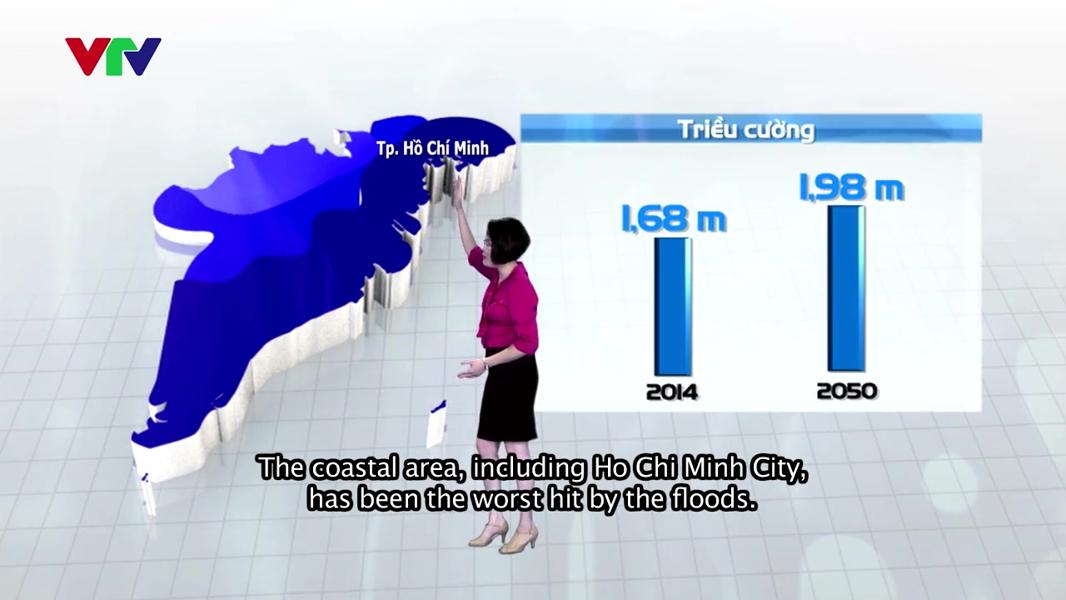 VTV
Tp. Hồ Chí Minh
Triều cường
1,68 m
1,98 m
2014
2050
The coastal area, including Ho Chi Minh City,
has been the worst hit by the floods.